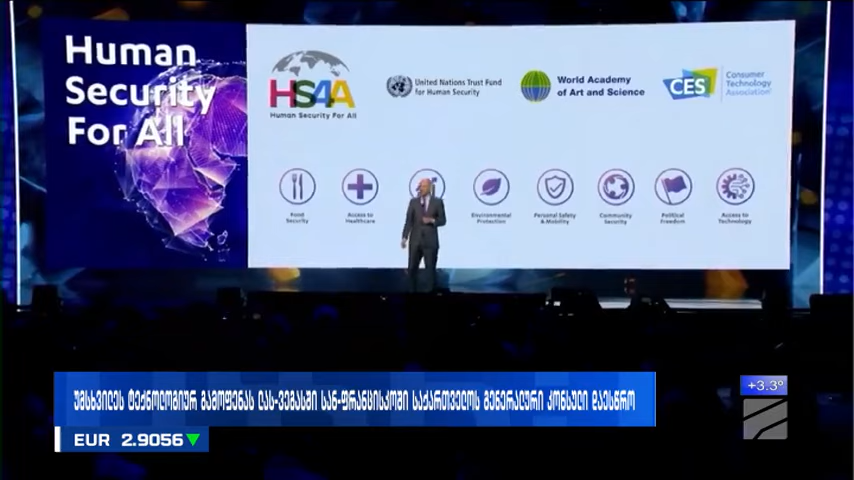 Human
Security
For All
HS4A
Human Security For All
United Nations Trust Fund
for Human Security
World Academy
of Art and Science
CES
Consumer
Technology
Association
Food
Security
Access to
Healthcare
Environmental
Protection
Personal Safety
& Mobility
Community
Security
Political
Freedom
Access to
Technology
უმსხვილეს ტექნოლოგიურ გამოფენას ლას-ვეგასში სან-ფრანცისკოში საქართველოს გენერალური კონსული დაესწრო
+3.3°
EUR 2.9056